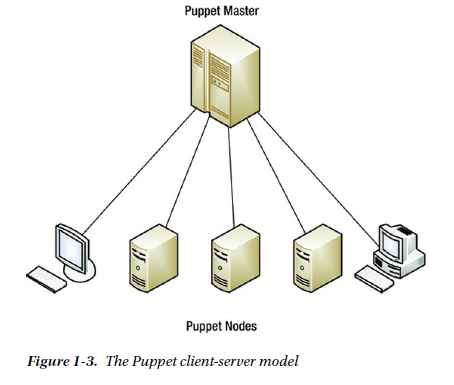 Puppet Master
Puppet Nodes
Figure 1-3. The Puppet client-server model